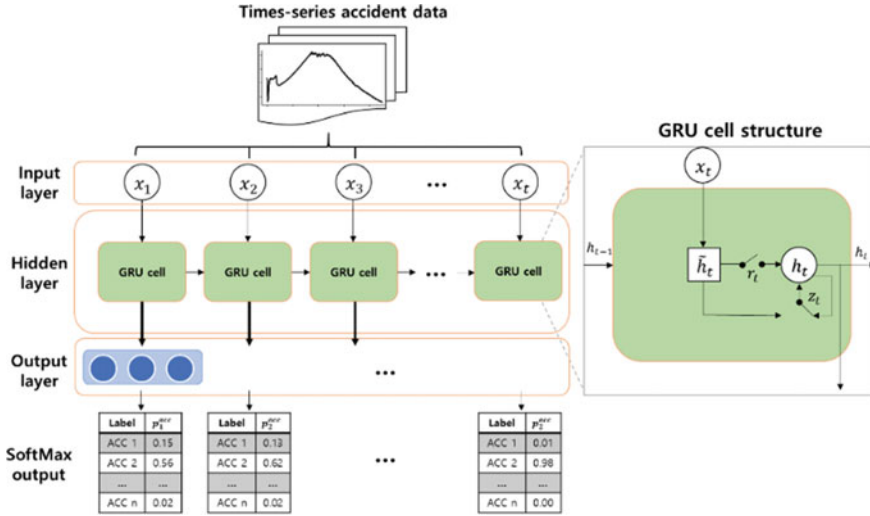 Times-series accident data
GRU cell structure
Input
layer
x₁
x₂
x₃
...
xₜ
xₜ
Hidden
layer
GRU cell
GRU cell
GRU cell
...
GRU cell
hₜ₋₁
h̃ₜ
rₜ
hₜ
zₜ
hₜ
Output
layer
...
SoftMax
output
Label p₁ᵃᶜᶜ
ACC 1 0.15
ACC 2 0.56
... ...
ACC n 0.02
Label p₂ᵃᶜᶜ
ACC 1 0.13
ACC 2 0.62
... ...
ACC n 0.02
...
Label p₂ᵃᶜᶜ
ACC 1 0.01
ACC 2 0.98
... ...
ACC n 0.00